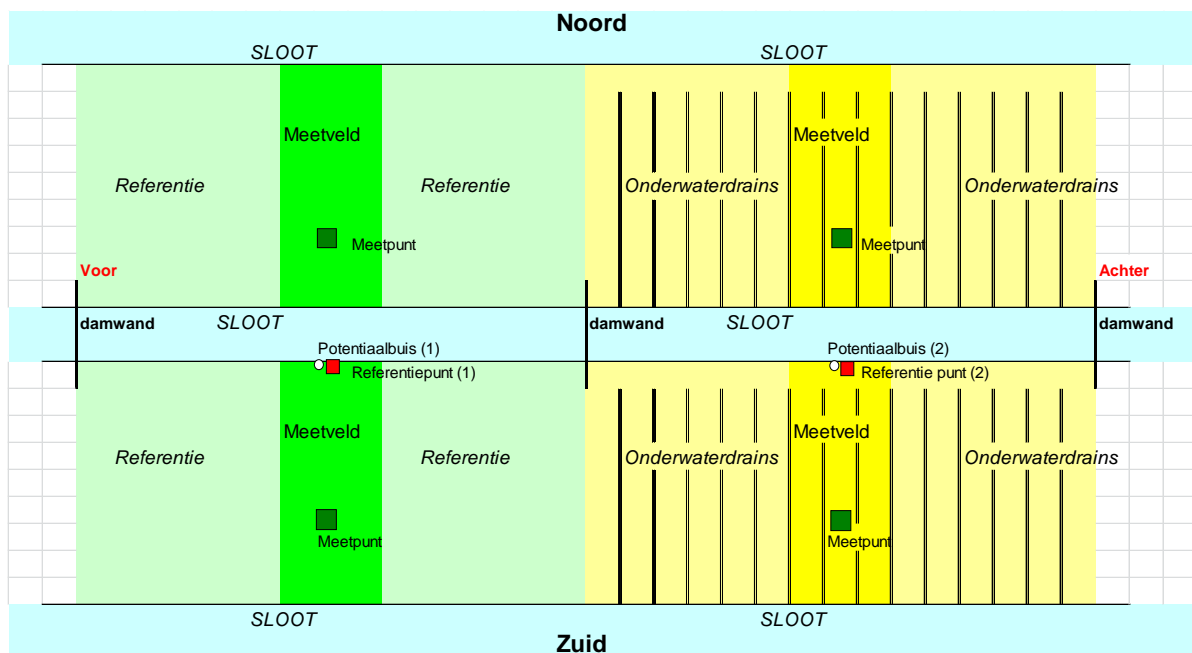 Noord
SLOOT SLOOT
Meetveld Meetveld
Referentie Referentie Onderwaterdrains Onderwaterdrains
Meetpunt Meetpunt
Voor Achter
damwand SLOOT damwand SLOOT damwand
Potentiaalbuis (1) Potentiaalbuis (2)
Referentiepunt (1) Referentie punt (2)
Meetveld Meetveld
Referentie Referentie Onderwaterdrains Onderwaterdrains
Meetpunt Meetpunt
SLOOT SLOOT
Zuid